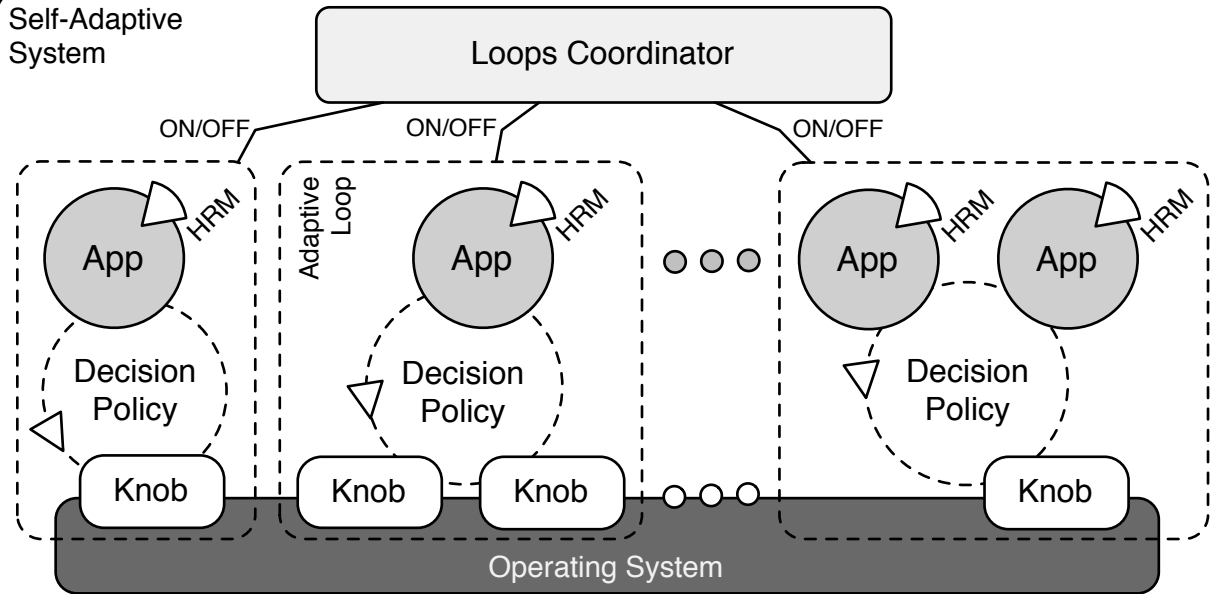 Self-Adaptive
System
Loops Coordinator
ON/OFF
ON/OFF
ON/OFF
App
HRM
Decision
Policy
Knob
Adaptive
Loop
App
HRM
Decision
Policy
Knob
Knob
App
HRM
App
HRM
Decision
Policy
Knob
Operating System